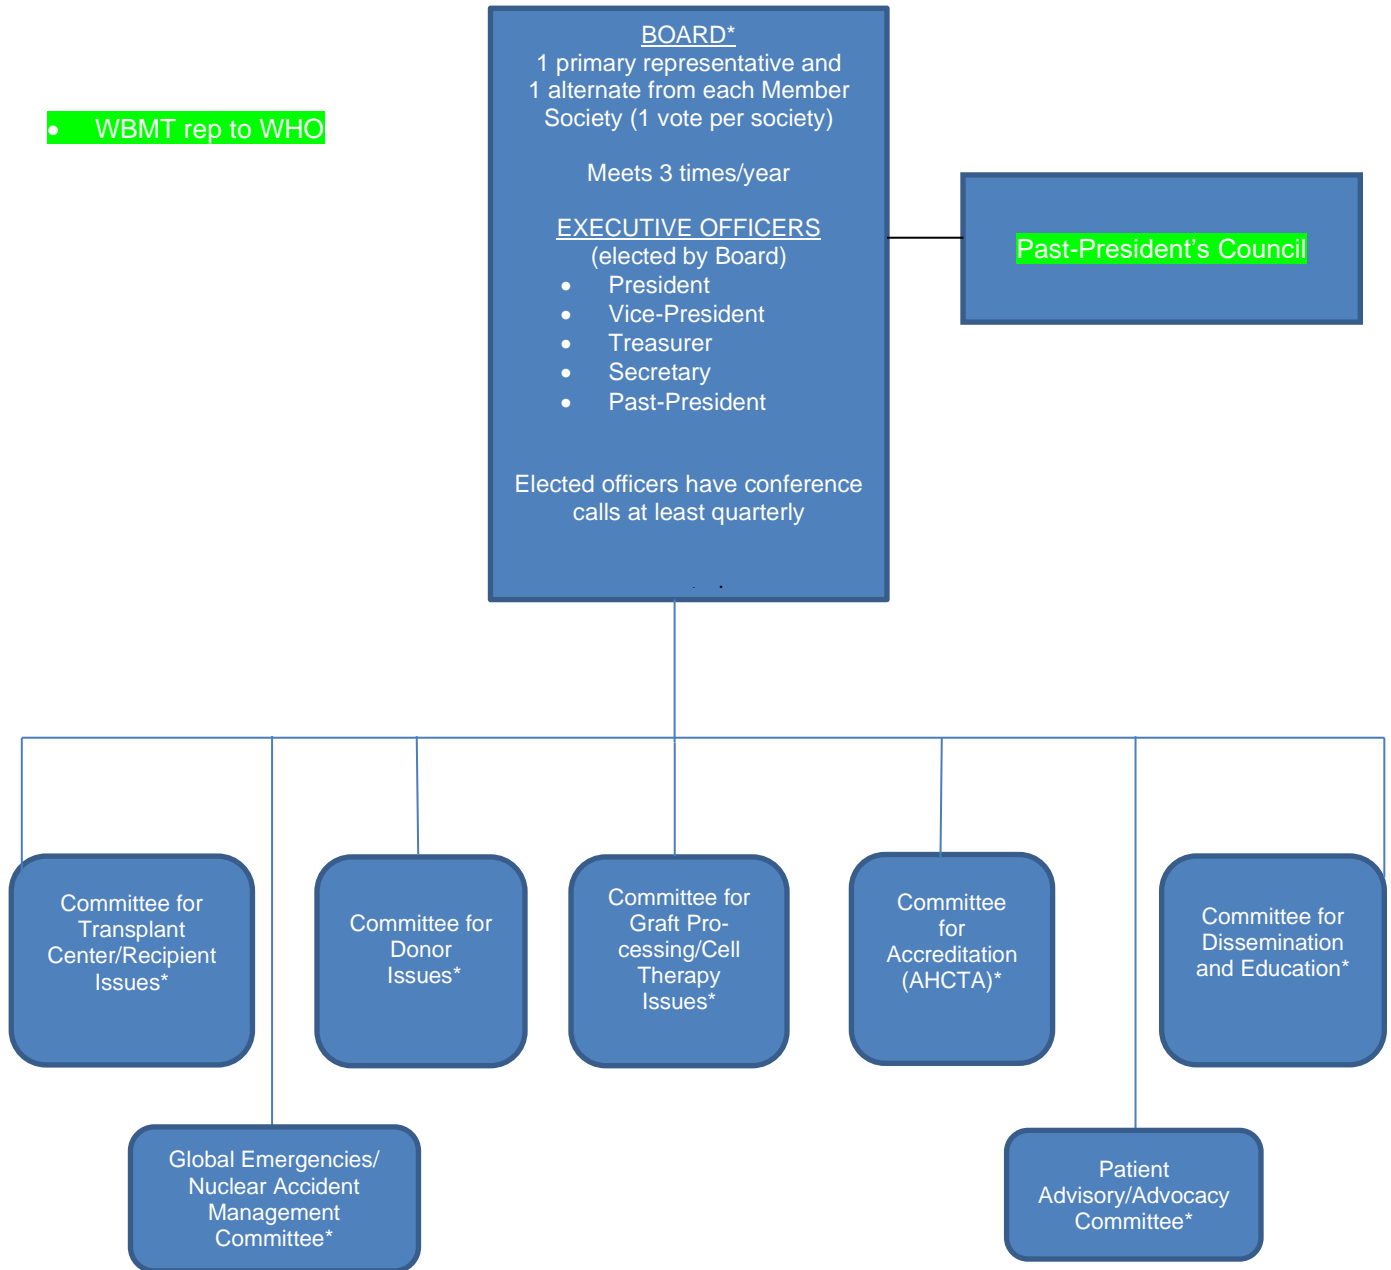 BOARD*
1 primary representative and
1 alternate from each Member
Society (1 vote per society)
Meets 3 times/year
EXECUTIVE OFFICERS
(elected by Board)
• President
• Vice-President
• Treasurer
• Secretary
• Past-President
Elected officers have conference
calls at least quarterly
• WBMT rep to WHO
Past-President’s Council
Committee for
Transplant
Center/Recipient
Issues*
Committee for
Donor
Issues*
Committee for
Graft Pro-
cessing/Cell
Therapy
Issues*
Committee
for
Accreditation
(AHCTA)*
Committee for
Dissemination
and Education*
Global Emergencies/
Nuclear Accident
Management
Committee*
Patient
Advisory/Advocacy
Committee*